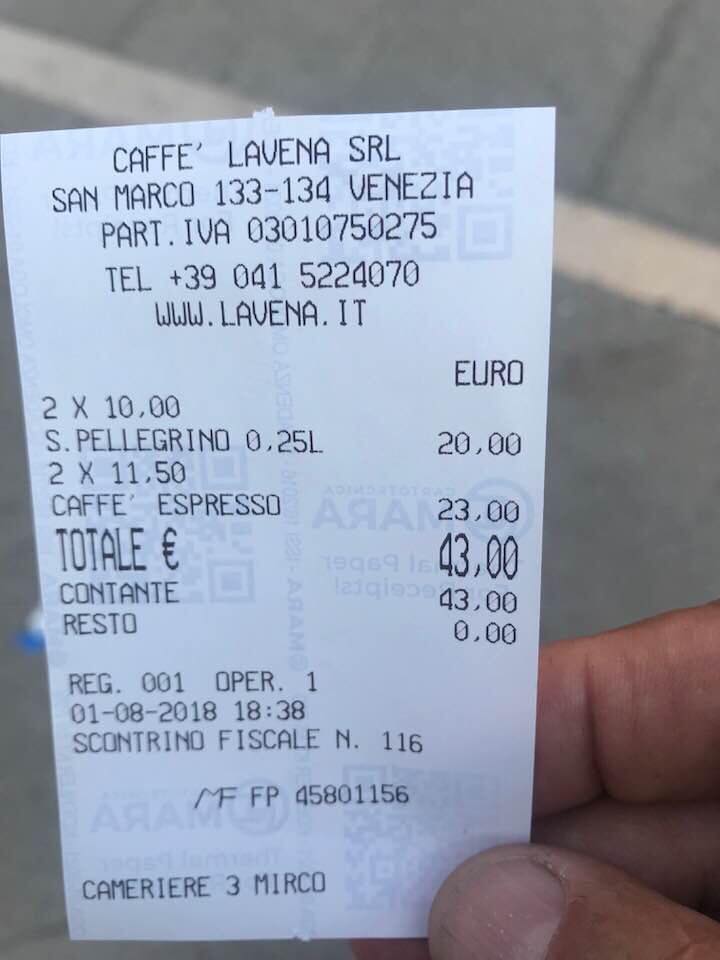 CAFFE' LAVENA SRL
SAN MARCO 133-134 VENEZIA
PART.IVA 03010750275
TEL +39 041 5224070
WWW.LAVENA.IT
EURO
2 X 10,00
S.PELLEGRINO 0,25L 20,00
2 X 11,50
CAFFE' ESPRESSO 23,00
TOTALE € 43,00
CONTANTE 43,00
RESTO 0,00
REG. 001 OPER. 1
01-08-2018 18:38
SCONTRINO FISCALE N. 116
MF FP 45801156
CAMERIERE 3 MIRCO